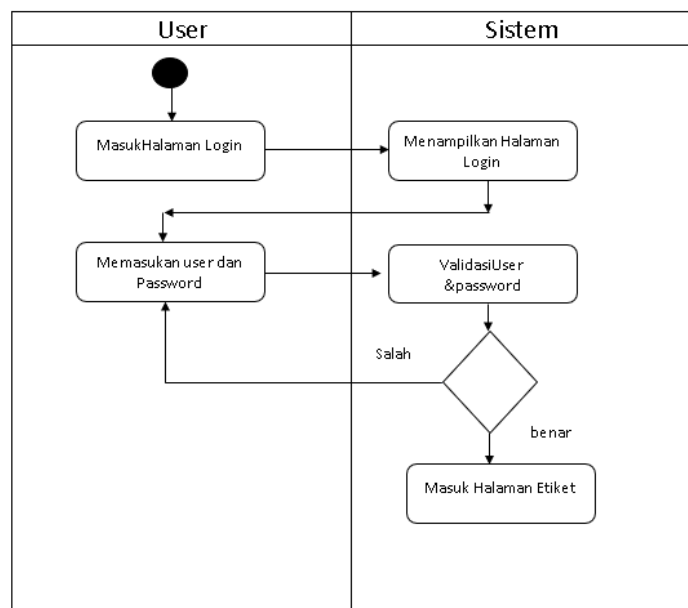 User
Sistem
MasukHalaman Login
Menampilkan Halaman
Login
Memasukan user dan
Password
ValidasiUser
&password
Salah
benar
Masuk Halaman Etiket